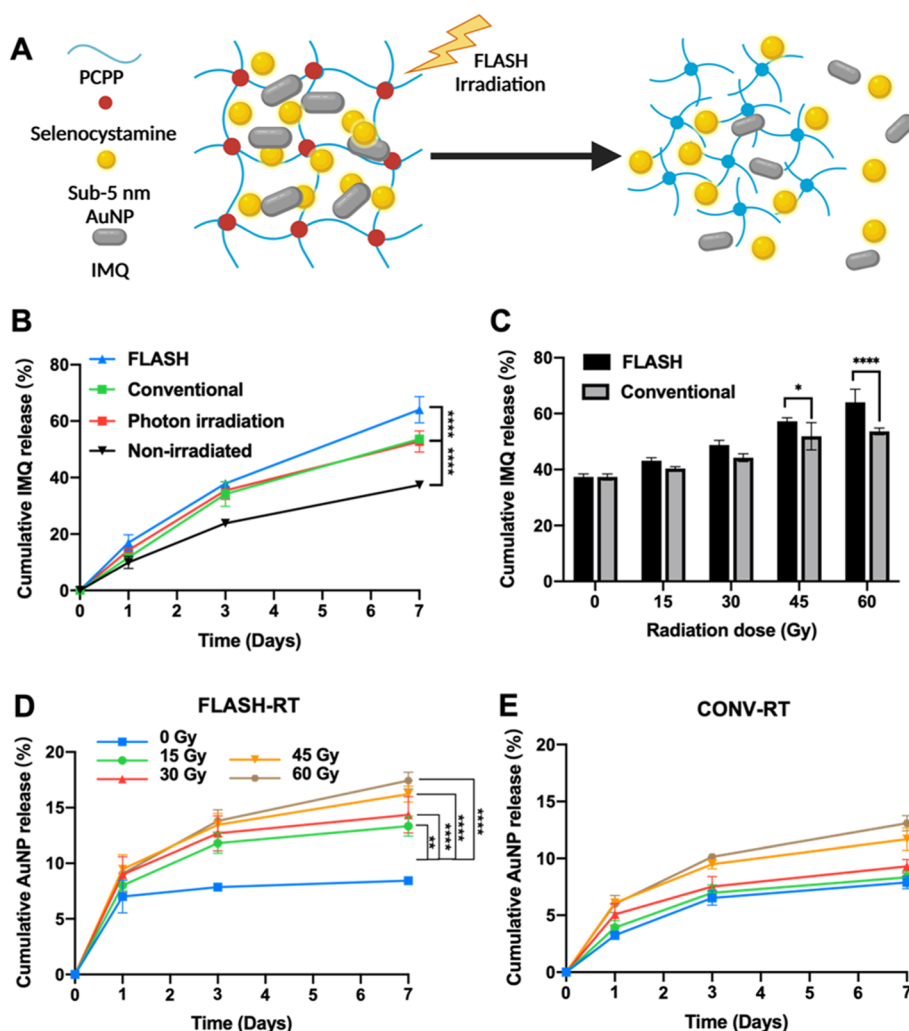 A
PCPP
Selenocystamine
Sub-5 nm
AuNP
IMQ
FLASH
Irradiation
B
Cumulative IMQ release (%)
80
60
40
20
0
FLASH
Conventional
Photon irradiation
Non-irradiated
****
****
0 1 2 3 4 5 6 7
Time (Days)
C
Cumulative IMQ release (%)
80
60
40
20
0
FLASH
Conventional
*
****
0 15 30 45 60
Radiation dose (Gy)
D
FLASH-RT
Cumulative AuNP release (%)
20
15
10
5
0
0 Gy
15 Gy
30 Gy
45 Gy
60 Gy
**
****
****
****
0 1 2 3 4 5 6 7
Time (Days)
E
CONV-RT
Cumulative AuNP release (%)
20
15
10
5
0
0 1 2 3 4 5 6 7
Time (Days)